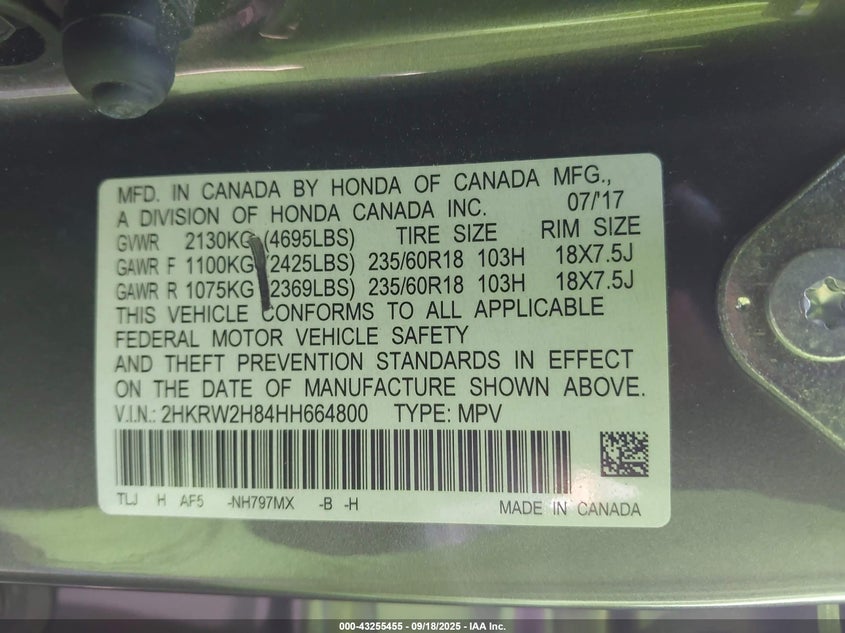 MFD. IN CANADA BY HONDA OF CANADA MFG.,
A DIVISION OF HONDA CANADA INC. 07/'17
GVWR 2130KG (4695LBS) TIRE SIZE RIM SIZE
GAWR F 1100KG (2425LBS) 235/60R18 103H 18X7.5J
GAWR R 1075KG (2369LBS) 235/60R18 103H 18X7.5J
THIS VEHICLE CONFORMS TO ALL APPLICABLE
FEDERAL MOTOR VEHICLE SAFETY
AND THEFT PREVENTION STANDARDS IN EFFECT
ON THE DATE OF MANUFACTURE SHOWN ABOVE.
V.I.N.: 2HKRW2H84HH664800 TYPE: MPV
TLJ H AF5 -NH797MX -B -H MADE IN CANADA
000-43255455 - 09/18/2025 - IAA Inc.